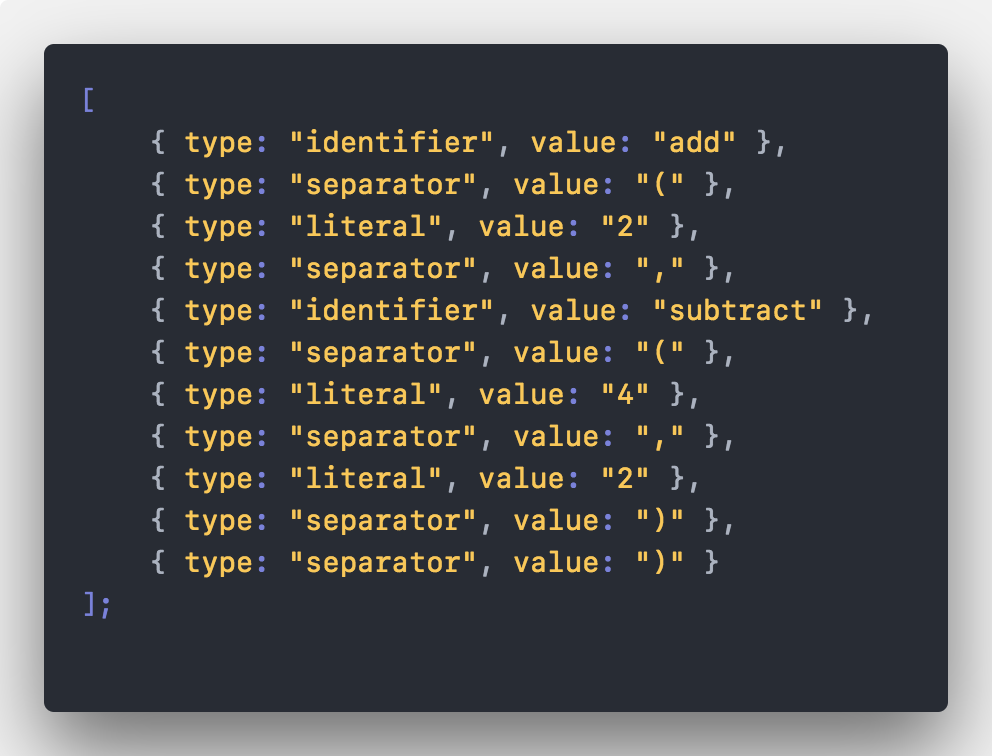 [
    { type: "identifier", value: "add" },
    { type: "separator", value: "(" },
    { type: "literal", value: "2" },
    { type: "separator", value: "," },
    { type: "identifier", value: "subtract" },
    { type: "separator", value: "(" },
    { type: "literal", value: "4" },
    { type: "separator", value: "," },
    { type: "literal", value: "2" },
    { type: "separator", value: ")" },
    { type: "separator", value: ")" }
];